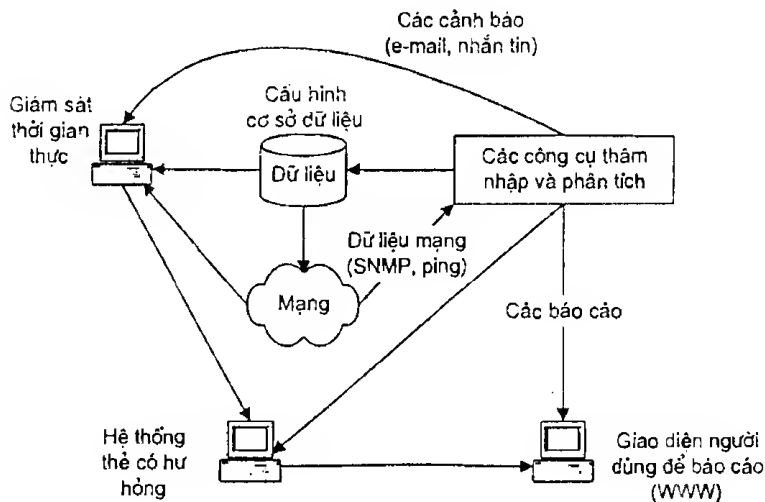 Các cảnh báo
(e-mail, nhắn tin)
Giám sát
thời gian
thực
Cấu hình
cơ sở dữ liệu
Dữ liệu
Các công cụ thâm
nhập và phân tích
Dữ liệu mạng
(SNMP, ping)
Mạng
Các báo cáo
Hệ thống
thẻ có hư
hỏng
Giao diện người
dùng để báo cáo
(WWW)